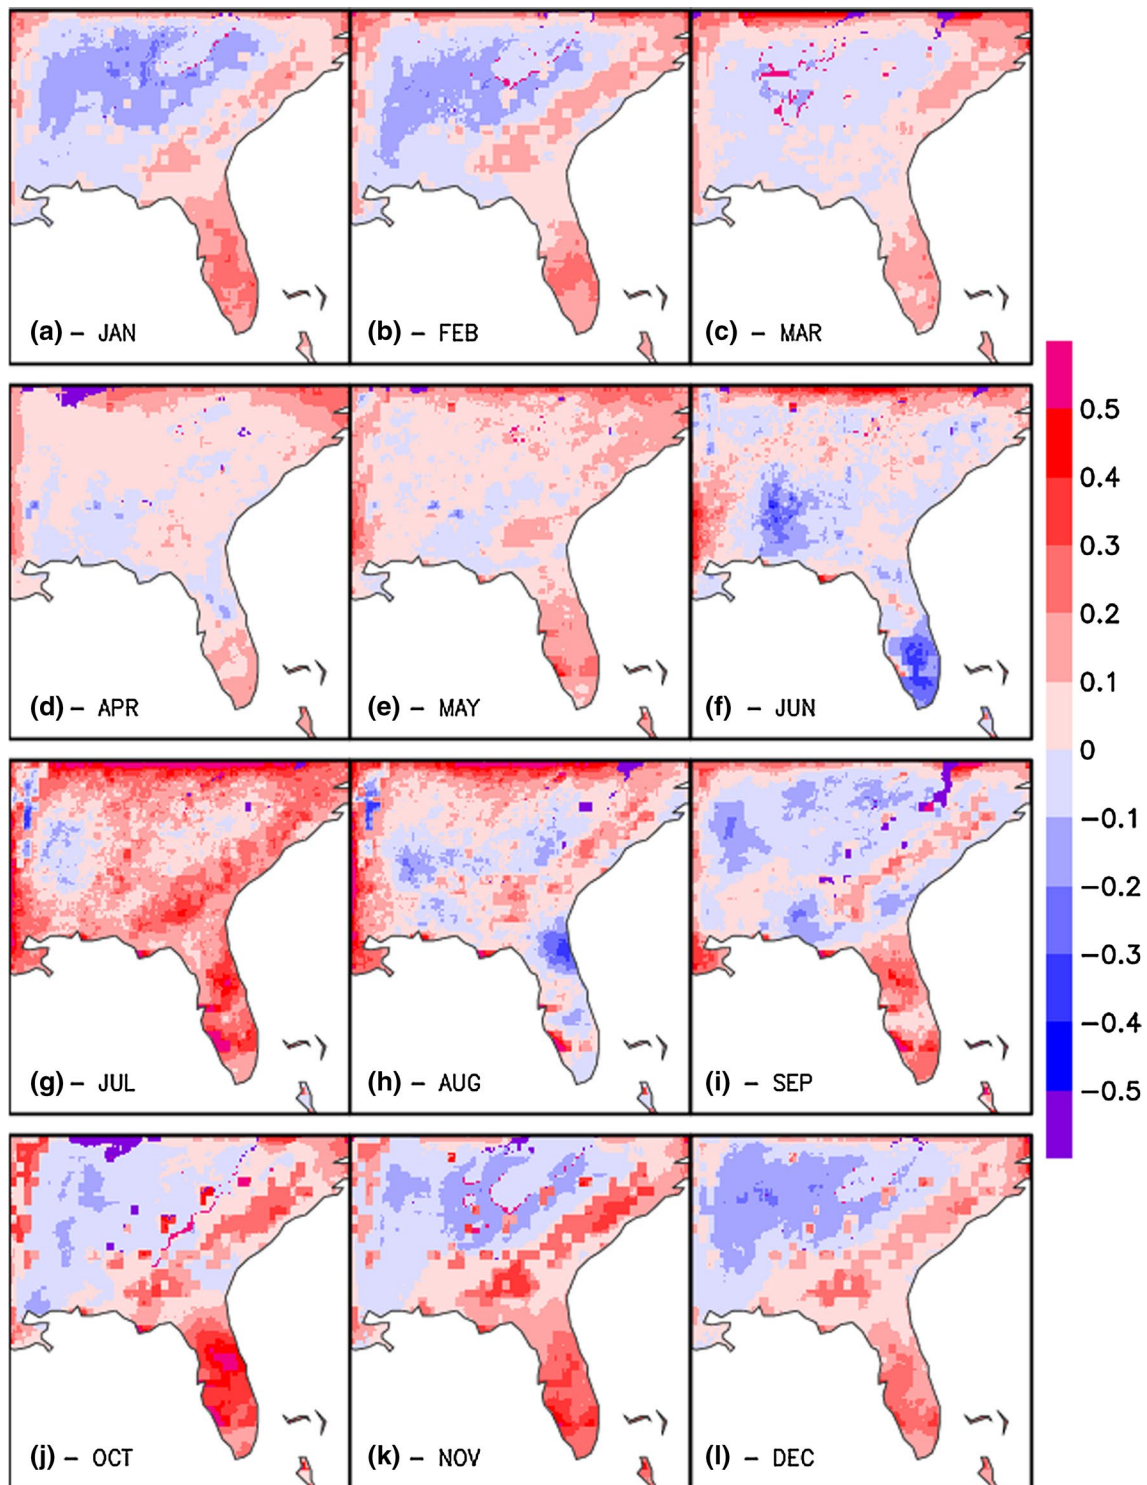 (a) – JAN
(b) – FEB
(c) – MAR
(d) – APR
(e) – MAY
(f) – JUN
(g) – JUL
(h) – AUG
(i) – SEP
(j) – OCT
(k) – NOV
(l) – DEC
0.5
0.4
0.3
0.2
0.1
0
−0.1
−0.2
−0.3
−0.4
−0.5